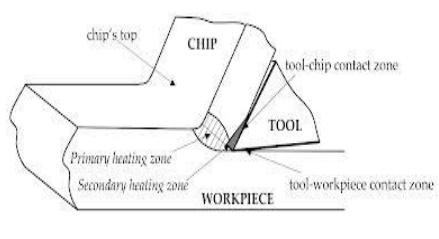 chip's top
CHIP
tool-chip contact zone
TOOL
Primary heating zone
Secondary heating zone
tool-workpiece contact zone
WORKPIECE